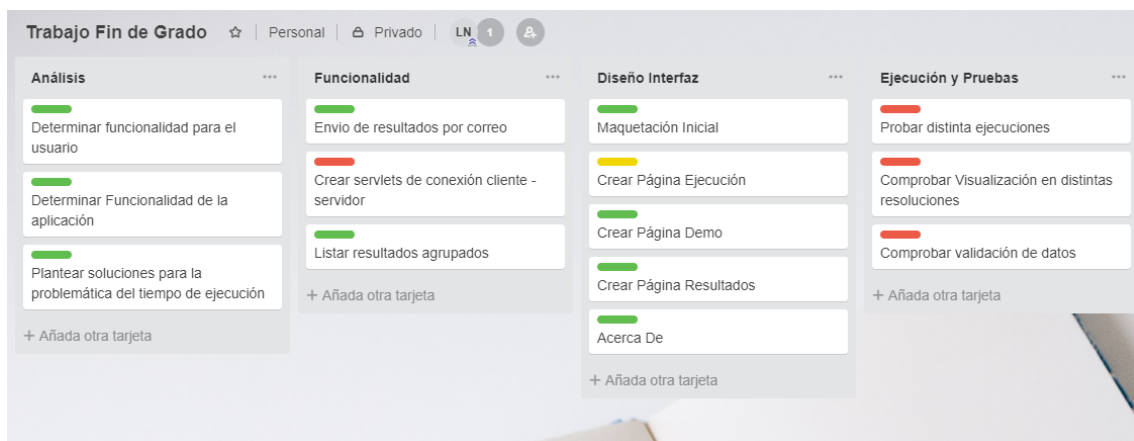 Trabajo Fin de Grado Personal Privado LN 1
Análisis
Determinar funcionalidad para el
usuario
Determinar Funcionalidad de la
aplicación
Plantear soluciones para la
problemática del tiempo de ejecución
+ Añada otra tarjeta
Funcionalidad
Envio de resultados por correo
Crear servlets de conexión cliente -
servidor
Listar resultados agrupados
+ Añada otra tarjeta
Diseño Interfaz
Maquetación Inicial
Crear Página Ejecución
Crear Página Demo
Crear Página Resultados
Acerca De
+ Añada otra tarjeta
Ejecución y Pruebas
Probar distinta ejecuciones
Comprobar Visualización en distintas
resoluciones
Comprobar validación de datos
+ Añada otra tarjeta